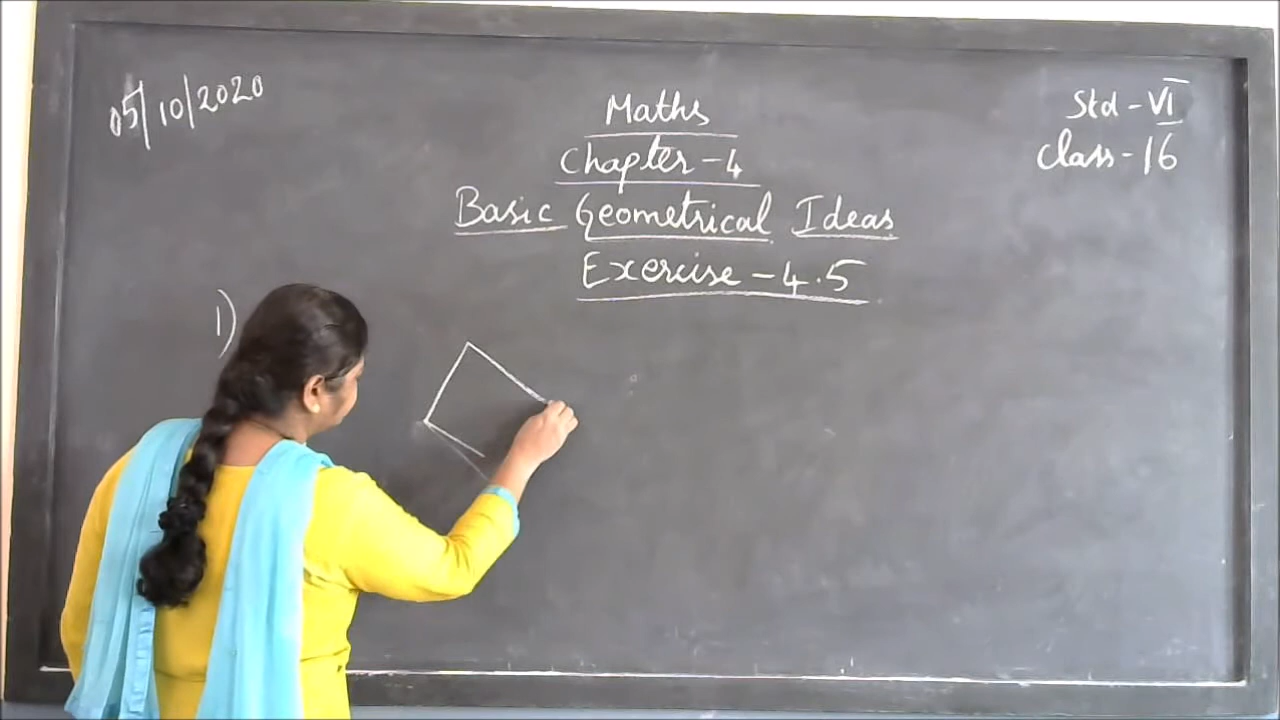 05/10/2020
Maths
Std - VI
Chapter - 4
Class - 16
Basic Geometrical Ideas
Exercise - 4.5
1)